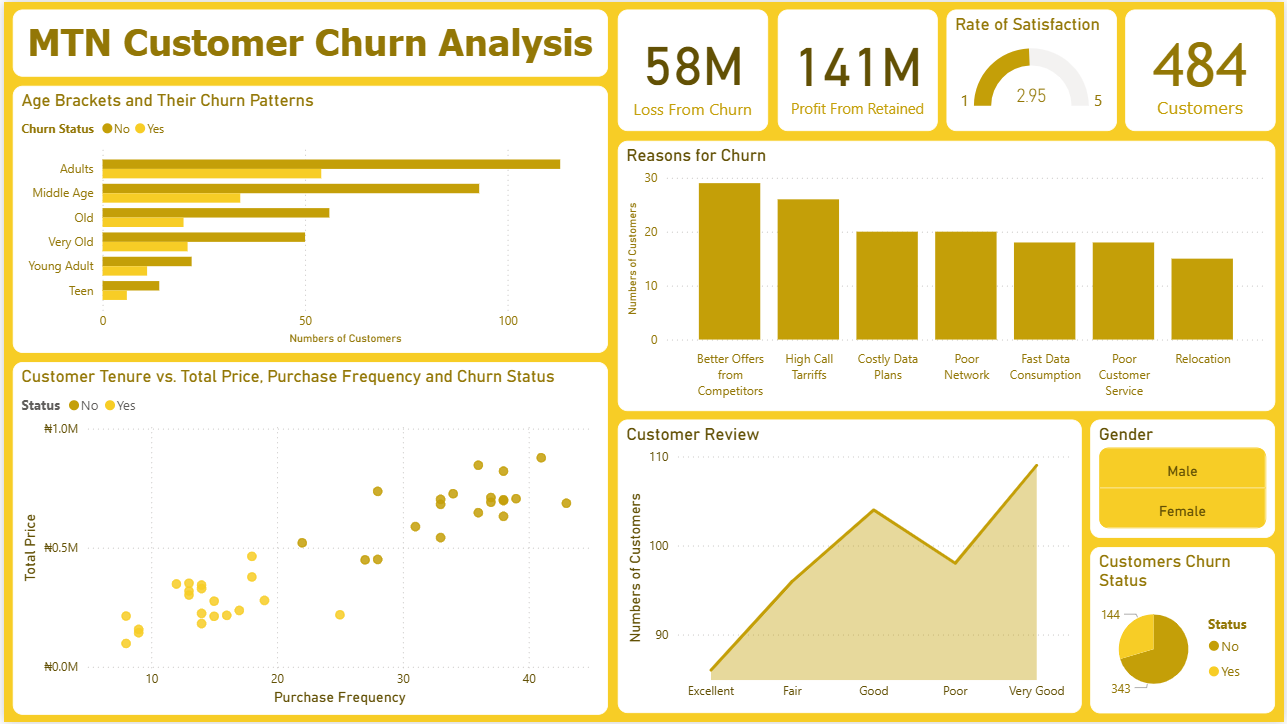 MTN Customer Churn Analysis
58M
Loss From Churn
141M
Profit From Retained
Rate of Satisfaction
1
2.95
5
484
Customers
Age Brackets and Their Churn Patterns
Churn Status No Yes
Adults
Middle Age
Old
Very Old
Young Adult
Teen
0 50 100
Numbers of Customers
Reasons for Churn
Numbers of Customers
30
20
10
0
Better Offers
from
Competitors
High Call
Tarriffs
Costly Data
Plans
Poor
Network
Fast Data
Consumption
Poor
Customer
Service
Relocation
Customer Tenure vs. Total Price, Purchase Frequency and Churn Status
Status No Yes
Total Price
₦1.0M
₦0.5M
₦0.0M
10 20 30 40
Purchase Frequency
Customer Review
Numbers of Customers
110
100
90
Excellent Fair Good Poor Very Good
Gender
Male
Female
Customers Churn
Status
144
343
Status
No
Yes